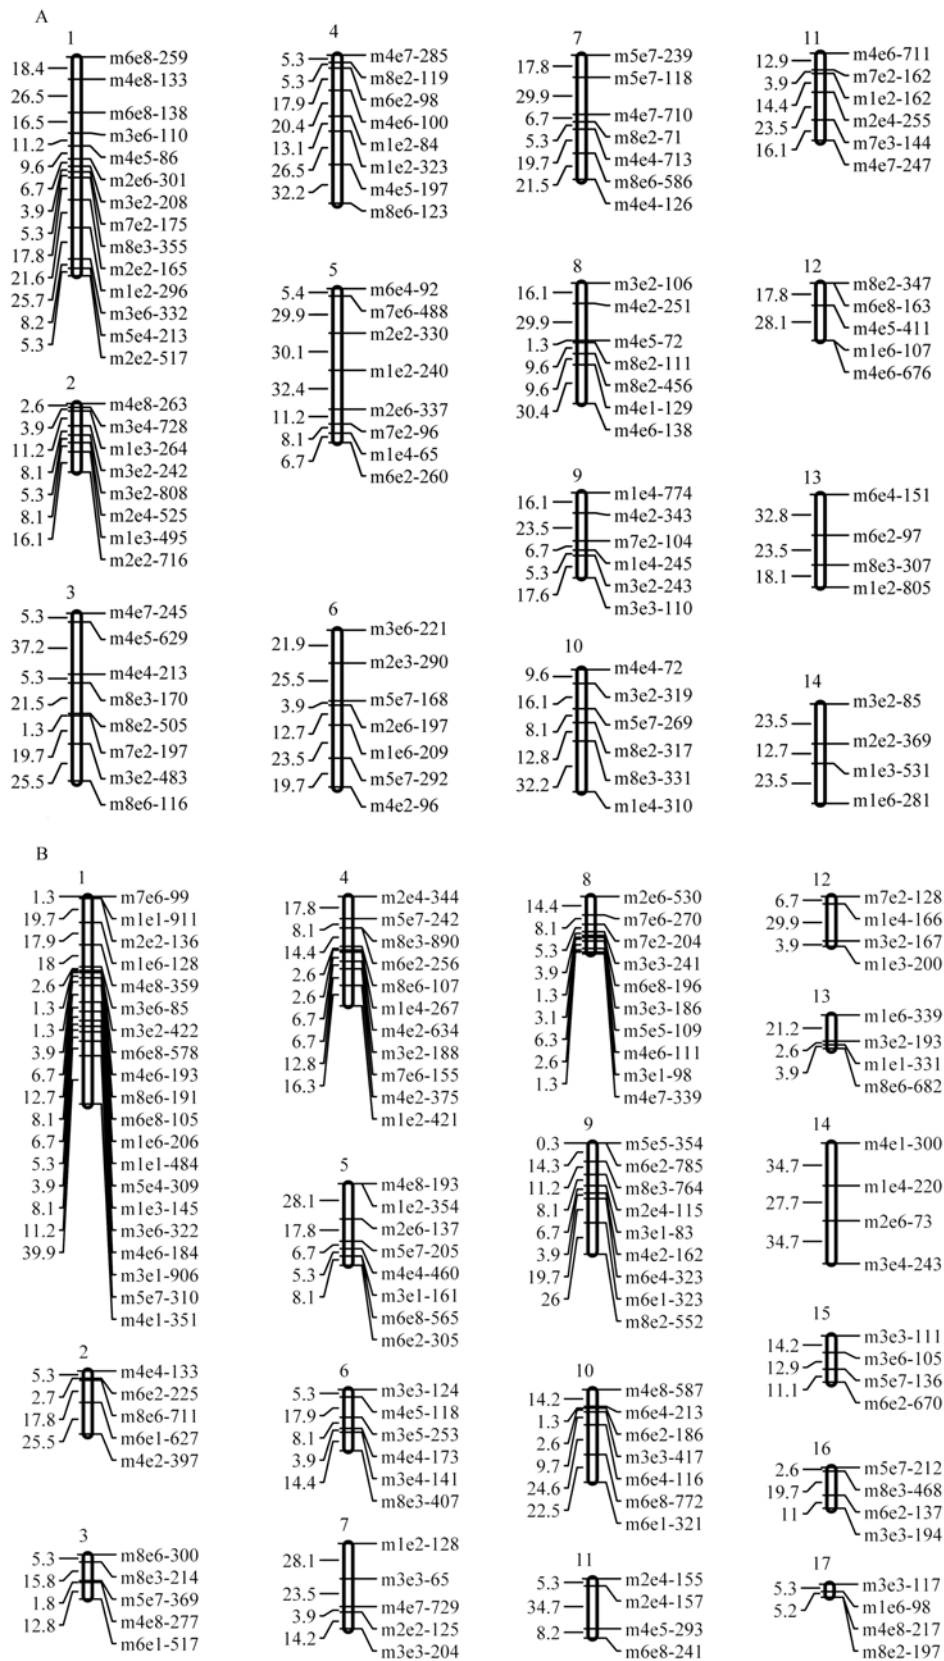 A
1
18.4
26.5
16.5
11.2
9.6
6.7
3.9
5.3
17.8
21.6
25.7
8.2
5.3
m6e8-259
m4e8-133
m6e8-138
m3e6-110
m4e5-86
m2e6-301
m3e2-208
m7e2-175
m8e3-355
m2e2-165
m1e2-296
m3e6-332
m5e4-213
m2e2-517
2
2.6
3.9
11.2
8.1
5.3
8.1
16.1
m4e8-263
m3e4-728
m1e3-264
m3e2-242
m3e2-808
m2e4-525
m1e3-495
m2e2-716
3
5.3
37.2
5.3
21.5
1.3
19.7
25.5
m4e7-245
m4e5-629
m4e4-213
m8e3-170
m8e2-505
m7e2-197
m3e2-483
m8e6-116
4
5.3
5.3
17.9
20.4
13.1
26.5
32.2
m4e7-285
m8e2-119
m6e2-98
m4e6-100
m1e2-84
m1e2-323
m4e5-197
m8e6-123
5
5.4
29.9
30.1
32.4
11.2
8.1
6.7
m6e4-92
m7e6-488
m2e2-330
m1e2-240
m2e6-337
m7e2-96
m1e4-65
m6e2-260
6
21.9
25.5
3.9
12.7
23.5
19.7
m3e6-221
m2e3-290
m5e7-168
m2e6-197
m1e6-209
m5e7-292
m4e2-96
7
17.8
29.9
6.7
5.3
19.7
21.5
m5e7-239
m5e7-118
m4e7-710
m8e2-71
m4e4-713
m8e6-586
m4e4-126
8
16.1
29.9
1.3
9.6
9.6
30.4
m3e2-106
m4e2-251
m4e5-72
m8e2-111
m8e2-456
m4e1-129
m4e6-138
9
16.1
23.5
6.7
5.3
17.6
m1e4-774
m4e2-343
m7e2-104
m1e4-245
m3e2-243
m3e3-110
10
9.6
16.1
8.1
12.8
32.2
m4e4-72
m3e2-319
m5e7-269
m8e2-317
m8e3-331
m1e4-310
11
12.9
3.9
14.4
23.5
16.1
m4e6-711
m7e2-162
m1e2-162
m2e4-255
m7e3-144
m4e7-247
12
17.8
28.1
m8e2-347
m6e8-163
m4e5-411
m1e6-107
m4e6-676
13
32.8
23.5
18.1
m6e4-151
m6e2-97
m8e3-307
m1e2-805
14
23.5
12.7
23.5
m3e2-85
m2e2-369
m1e3-531
m1e6-281
B
1
1.3
19.7
17.9
18
2.6
1.3
1.3
3.9
6.7
12.7
8.1
6.7
5.3
3.9
8.1
11.2
39.9
m7e6-99
m1e1-911
m2e2-136
m1e6-128
m4e8-359
m3e6-85
m3e2-422
m6e8-578
m4e6-193
m8e6-191
m6e8-105
m1e6-206
m1e1-484
m5e4-309
m1e3-145
m3e6-322
m4e6-184
m3e1-906
m5e7-310
m4e1-351
2
5.3
2.7
17.8
25.5
m4e4-133
m6e2-225
m8e6-711
m6e1-627
m4e2-397
3
5.3
15.8
1.8
12.8
m8e6-300
m8e3-214
m5e7-369
m4e8-277
m6e1-517
4
17.8
8.1
14.4
2.6
2.6
6.7
6.7
12.8
16.3
m2e4-344
m5e7-242
m8e3-890
m6e2-256
m8e6-107
m1e4-267
m4e2-634
m3e2-188
m7e6-155
m4e2-375
m1e2-421
5
28.1
17.8
6.7
5.3
8.1
m4e8-193
m1e2-354
m2e6-137
m5e7-205
m4e4-460
m3e1-161
m6e8-565
m6e2-305
6
5.3
17.9
8.1
3.9
14.4
m3e3-124
m4e5-118
m3e5-253
m4e4-173
m3e4-141
m8e3-407
7
28.1
23.5
3.9
14.2
m1e2-128
m3e3-65
m4e7-729
m2e2-125
m3e3-204
8
14.4
8.1
5.3
3.9
1.3
3.1
6.3
2.6
1.3
m2e6-530
m7e6-270
m7e2-204
m3e3-241
m6e8-196
m3e3-186
m5e5-109
m4e6-111
m3e1-98
m4e7-339
9
0.3
14.3
11.2
8.1
6.7
3.9
19.7
26
m5e5-354
m6e2-785
m8e3-764
m2e4-115
m3e1-83
m4e2-162
m6e4-323
m6e1-323
m8e2-552
10
14.2
1.3
2.6
9.7
24.6
22.5
m4e8-587
m6e4-213
m6e2-186
m3e3-417
m6e4-116
m6e8-772
m6e1-321
11
5.3
34.7
8.2
m2e4-155
m2e4-157
m4e5-293
m6e8-241
12
6.7
29.9
3.9
m7e2-128
m1e4-166
m3e2-167
m1e3-200
13
21.2
2.6
3.9
m1e6-339
m3e2-193
m1e1-331
m8e6-682
14
34.7
27.7
34.7
m4e1-300
m1e4-220
m2e6-73
m3e4-243
15
14.2
12.9
11.1
m3e3-111
m3e6-105
m5e7-136
m6e2-670
16
2.6
19.7
11
m5e7-212
m8e3-468
m6e2-137
m3e3-194
17
5.3
5.2
m3e3-117
m1e6-98
m4e8-217
m8e2-197